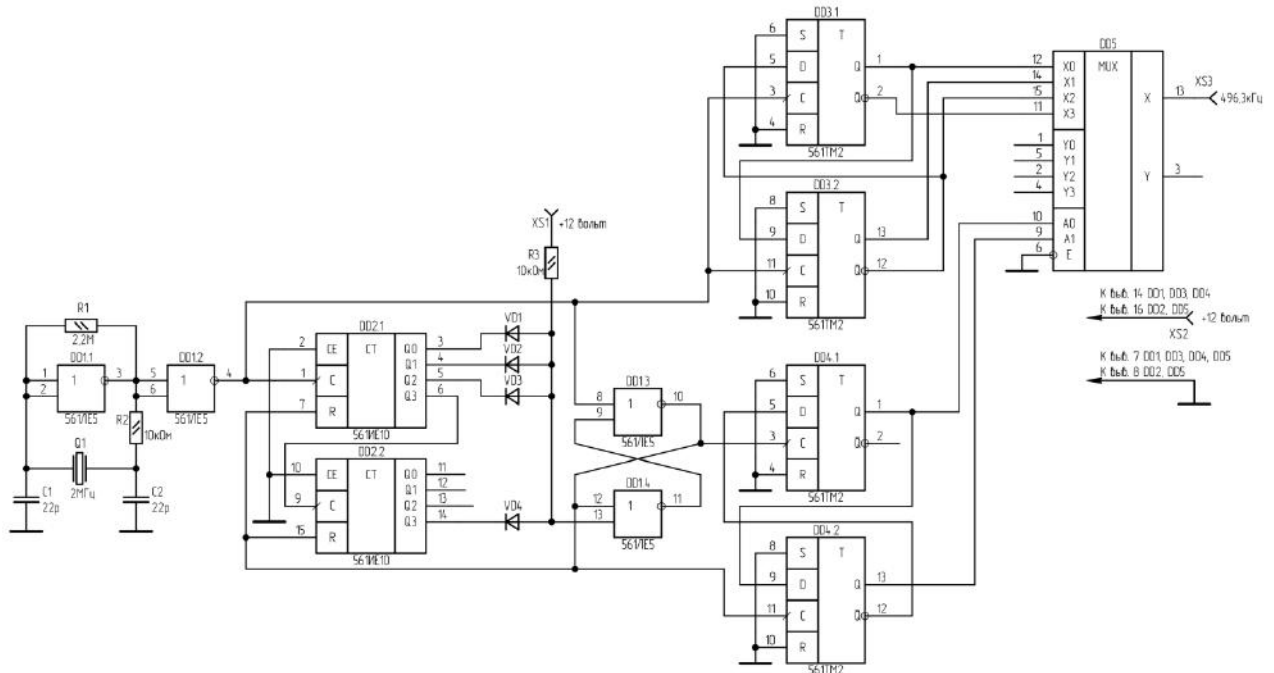 DD3.1
6 S T
5 D Q 1
3 C Q 2
4 R
561ТМ2
DD5
12 X0 MUX
14 X1
15 X2 X 13
11 X3
XS3
496,3кГц
1 Y0
5 Y1
2 Y2 Y 3
4 Y3
10 A0
9 A1
6 E
DD3.2
8 S T
9 D Q 13
11 C Q 12
10 R
561ТМ2
XS1 +12 вольт
R3
10кОм
К выв. 14 DD1, DD3, DD4
К выв. 16 DD2, DD5
+12 вольт
XS2
К выв. 7 DD1, DD3, DD4, DD5
К выв. 8 DD2, DD5
R1
2,2М
DD1.1
1 1 3
2
561ЛЕ5
DD1.2
5 1 4
6
561ЛЕ5
R2
10кОм
Q1
2МГц
C1
22p
C2
22p
DD2.1
2 CE CT Q0 3
Q1 4
1 C Q2 5
Q3 6
7 R
561ИЕ10
VD1
VD2
VD3
DD2.2
10 CE CT Q0 11
Q1 12
9 C Q2 13
Q3 14
15 R
561ИЕ10
VD4
DD1.3
8 1 10
9
561ЛЕ5
DD1.4
12 1 11
13
561ЛЕ5
DD4.1
6 S T
5 D Q 1
3 C Q 2
4 R
561ТМ2
DD4.2
8 S T
9 D Q 13
11 C Q 12
10 R
561ТМ2